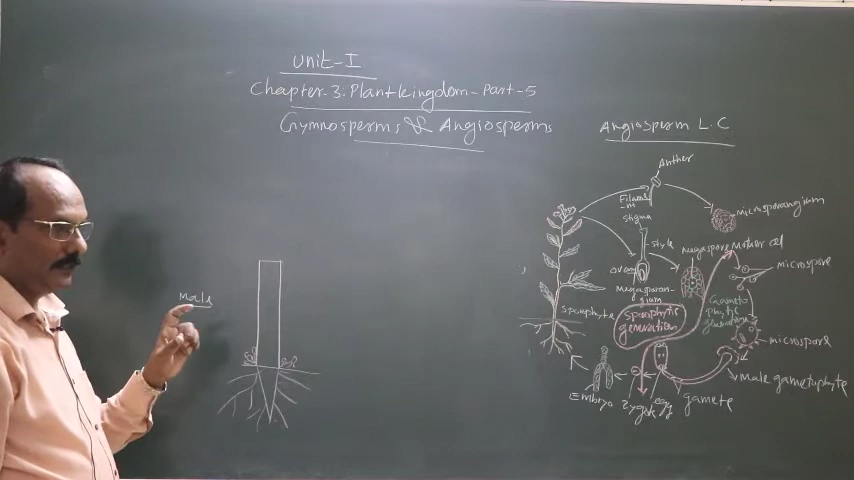 Unit-I
Chapter-3. Plant kingdom-Part-5
Gymnosperms & Angiosperms
Angiosperm L.C
Anther
Filament
Stigma
microsporangium
style
megaspore mother cell
ovary
microspore
megasporangium
Gametophytic generation
sporophyte
sporophytic generation
Male
microspore
male gametophyte
Embryo
Zygote
egg
gamete